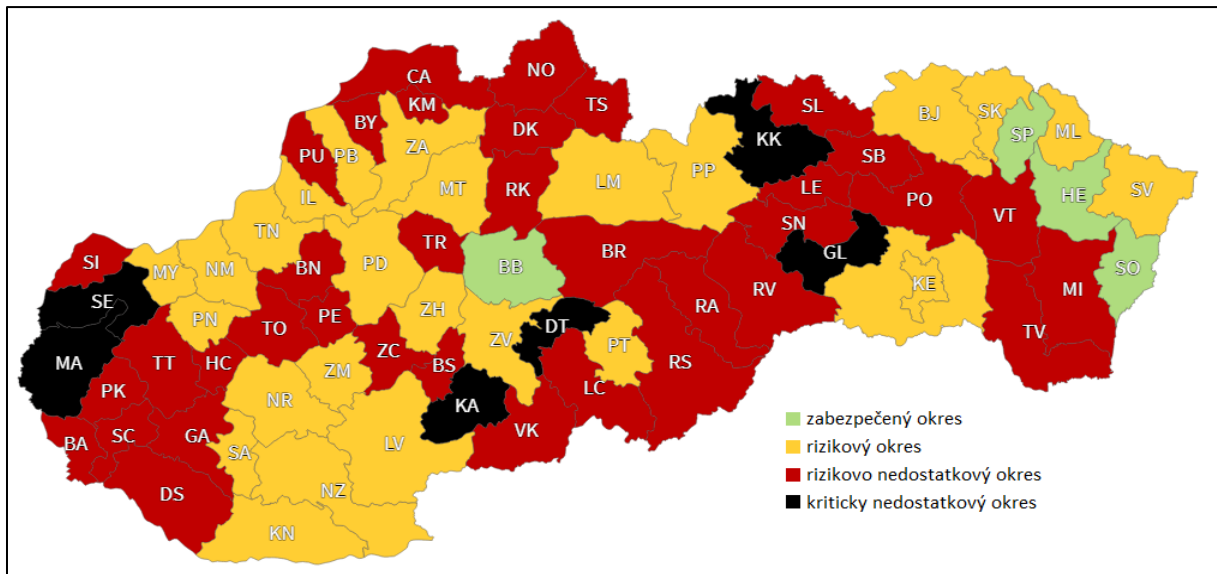 NO
CA
KM
TS
SL
BY
DK
BJ
SK
SP
ML
PU
PB
ZA
KK
SB
IL
MT
RK
LM
PP
LE
PO
HE
SV
TN
SN
VT
TR
BR
GL
SI
MY
NM
BN
PD
BB
SO
SE
RV
KE
MI
PN
TO
PE
ZH
RA
DT
TV
MA
TT
HC
ZC
BS
ZV
PT
RS
PK
ZM
NR
KA
LC
BA
SC
GA
SA
LV
VK
DS
NZ
KN
zabezpečený okres
rizikový okres
rizikovo nedostatkový okres
kriticky nedostatkový okres